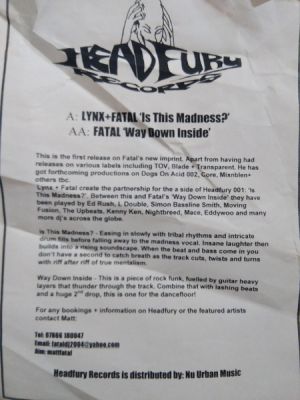 HEADFURY
RECORDS
A: LYNX+FATAL 'Is This Madness?'
AA: FATAL 'Way Down Inside'
This is the first release on Fatal's new imprint. Apart from having had
releases on various labels including TOV, Blade + Transparent. He has
got forthcoming productions on Dogs On Acid 002, Gore, Misnblen+
others tbc.
Lynx + Fatal create the partnership for the a side of Headfury 001: 'Is
This Madness?'. Between this and Fatal's 'Way Down Inside' they have
been played by Ed Rush, L Double, Simon Bassline Smith, Moving
Fusion, The Upbeats, Kenny Ken, Nightbreed, Mace, Eddywoo and many
more dj's across the globe.
Is This Madness? - Easing in slowly with tribal rhythms and intricate
drum fills before falling away to the madness vocal. Insane laughter then
builds into a rising soundscape. When the beat and bass come in you
don't have a second to catch breath as the track cuts, twists and turns
with riff after riff of true mentalism.
Way Down Inside - This is a piece of rock funk, fuelled by guitar heavy
layers that thunder through the track. Combine that with lashing beats
and a huge 2nd drop, this is one for the dancefloor!
For any bookings + information on Headfury or the featured artists
contact Matt:
Tel: 07866 180047
Email: fataldj2004@yahoo.com
Aim: mattfatal
Headfury Records is distributed by: Nu Urban Music